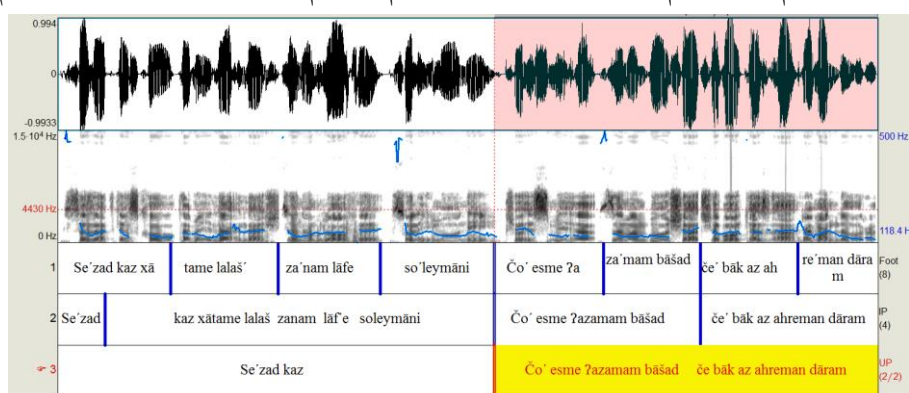 0.994
0
-0.9933
1.5·10⁴ Hz
500 Hz
4430 Hz
0 Hz
118.4 H
1 Se´zad kaz xā tame lalaš´ za´nam lāfe so´leymāni Čo´ esme ʔa za´mam bāšad če´ bāk az ah re´man dāra m Foot (8)
2 Se´zad kaz xātame lalaš zanam lāf'e soleymāni Čo´ esme ʔazamam bāšad če´ bāk az ahreman dāram IP (4)
☞ 3 Se´zad kaz Čo´ esme ʔazamam bāšad če bāk az ahreman dāram UP (2/2)